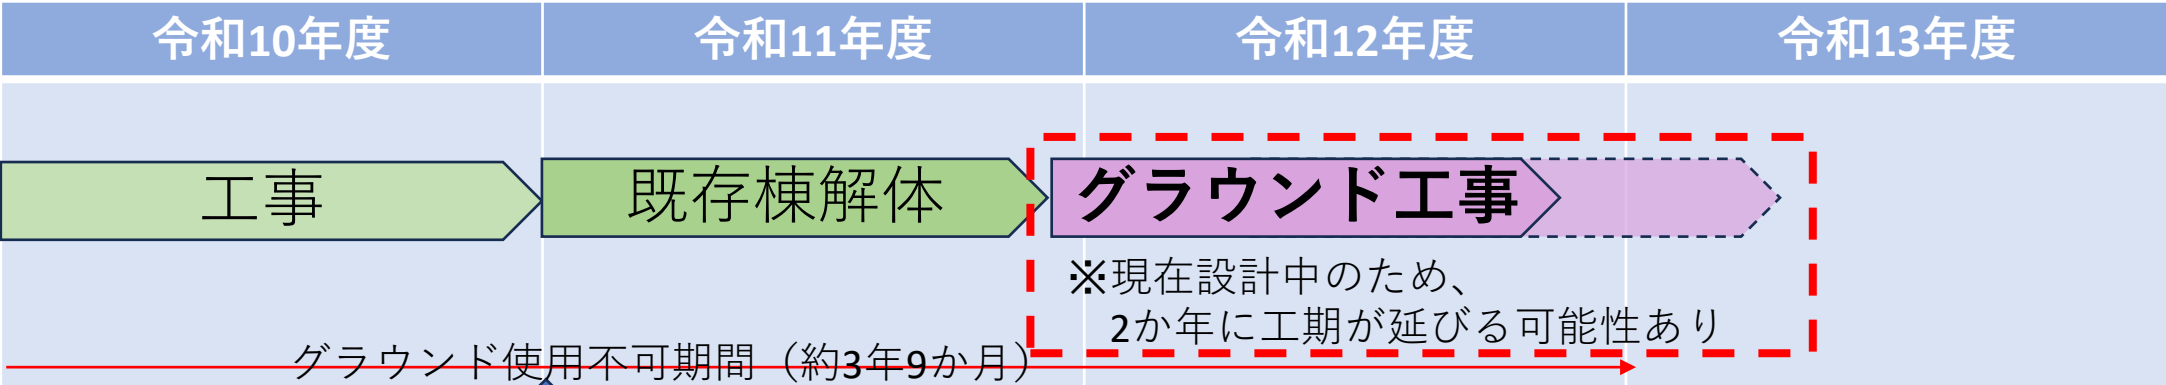 令和10年度 令和11年度 令和12年度 令和13年度
工事 既存棟解体 グラウンド工事
※現在設計中のため、
2か年に工期が延びる可能性あり
グラウンド使用不可期間（約3年9か月）